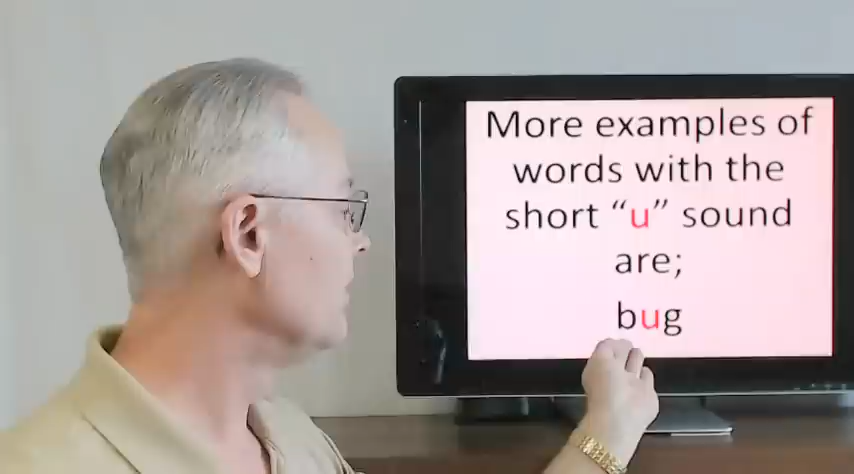 More examples of
words with the
short “u” sound
are;
bug